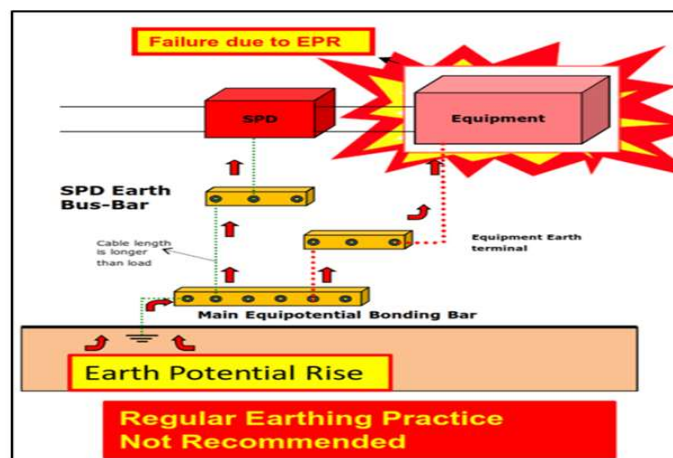 Failure due to EPR
SPD
Equipment
SPD Earth
Bus-Bar
Cable length
is longer
than load
Equipment Earth
terminal
Main Equipotential Bonding Bar
Earth Potential Rise
Regular Earthing Practice
Not Recommended